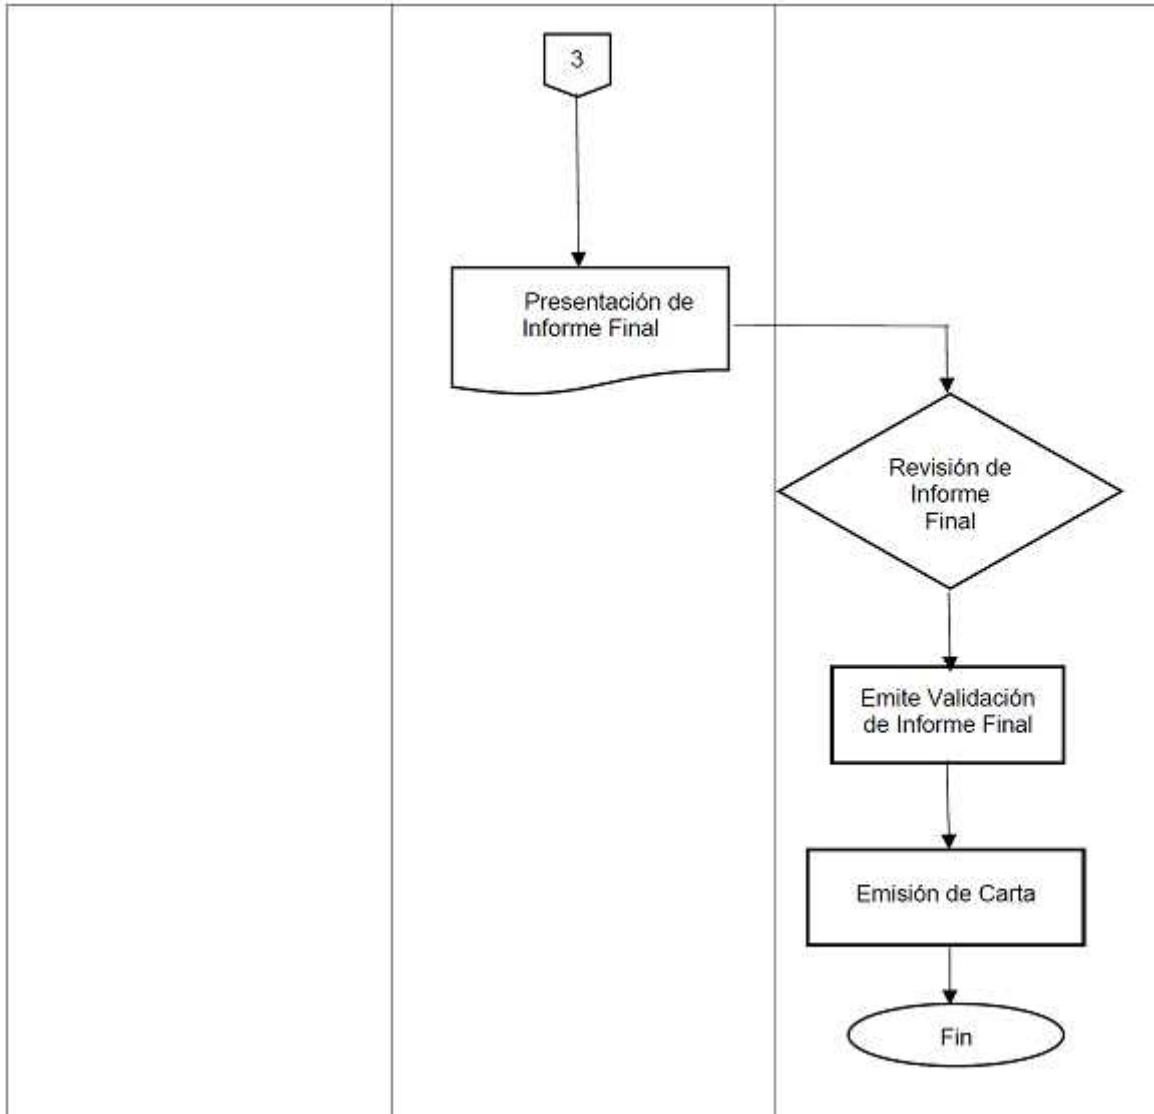 3
Presentación de
Informe Final
Revisión de
Informe
Final
Emite Validación
de Informe Final
Emisión de Carta
Fin